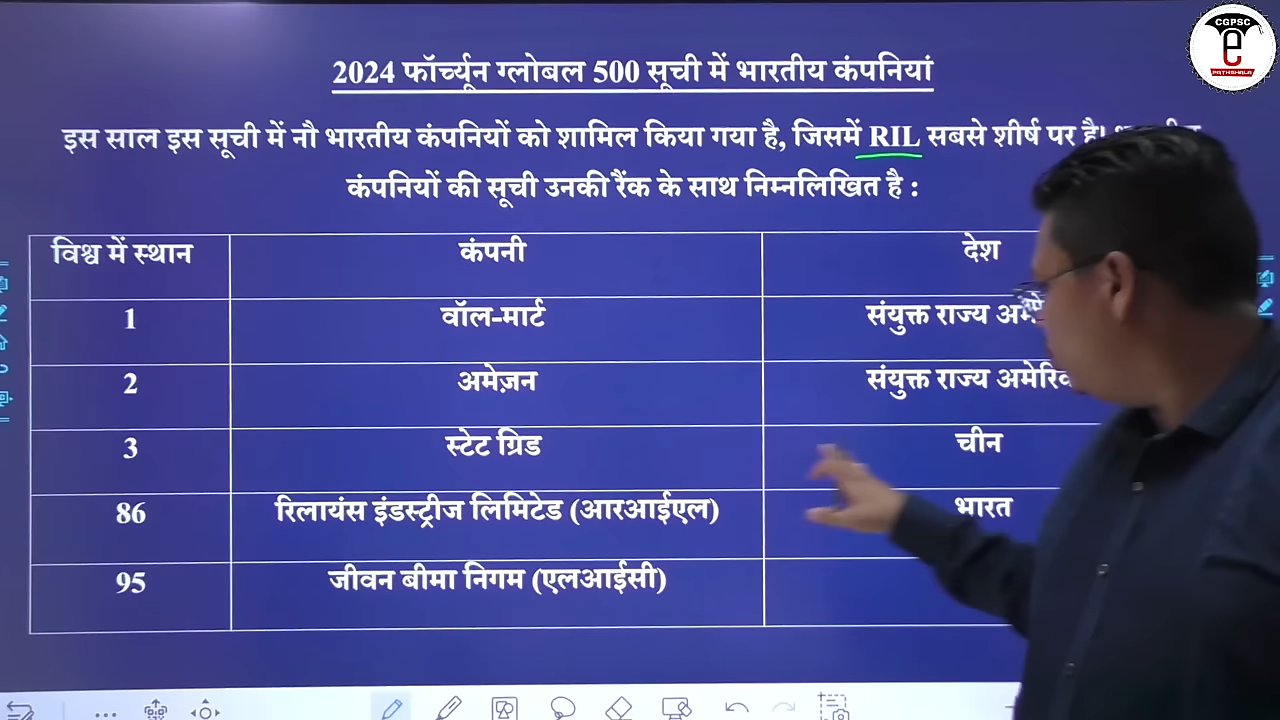 CGPSC
e
PATHSHALA
2024 फॉर्च्यून ग्लोबल 500 सूची में भारतीय कंपनियां
इस साल इस सूची में नौ भारतीय कंपनियों को शामिल किया गया है, जिसमें RIL सबसे शीर्ष पर है।
कंपनियों की सूची उनकी रैंक के साथ निम्नलिखित है :
विश्व में स्थान कंपनी देश
1 वॉल-मार्ट संयुक्त राज्य
2 अमेज़न संयुक्त राज्य
3 स्टेट ग्रिड चीन
86 रिलायंस इंडस्ट्रीज लिमिटेड (आरआईएल) भारत
95 जीवन बीमा निगम (एलआईसी)